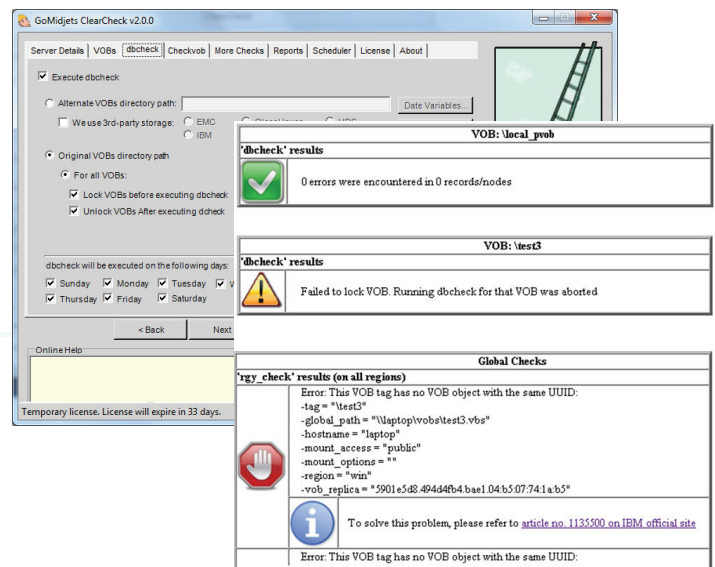 GoMidjets ClearCheck v2.0.0
Server Details VOBs dbcheck Checkvob More Checks Reports Scheduler License About
Execute dbcheck
Alternate VOBs directory path: Date Variables...
We use 3rd-party storage: EMC
IBM
Original VOBs directory path
For all VOBs:
Lock VOBs before executing dbcheck
Unlock VOBs After executing dcheck
dbcheck will be executed on the following days:
Sunday Monday Tuesday
Thursday Friday Saturday
< Back Next
Online Help
Temporary license. License will expire in 33 days.
VOB: \local_pvob
'dbcheck' results
0 errors were encountered in 0 records/nodes
VOB: \test3
'dbcheck' results
Failed to lock VOB. Running dbcheck for that VOB was aborted
Global Checks
'rgy_check' results (on all regions)
Error: This VOB tag has no VOB object with the same UUID:
-tag = "\test3"
-global_path = "\\laptop\vobs\test3.vbs"
-hostname = "laptop"
-mount_access = "public"
-mount_options = ""
-region = "win"
-vob_replica = "5901e5d8.494d4fb4.bae1.04:b5:07:74:1a:b5"
To solve this problem, please refer to article no. 1135500 on IBM official site
Error: This VOB tag has no VOB object with the same UUID: